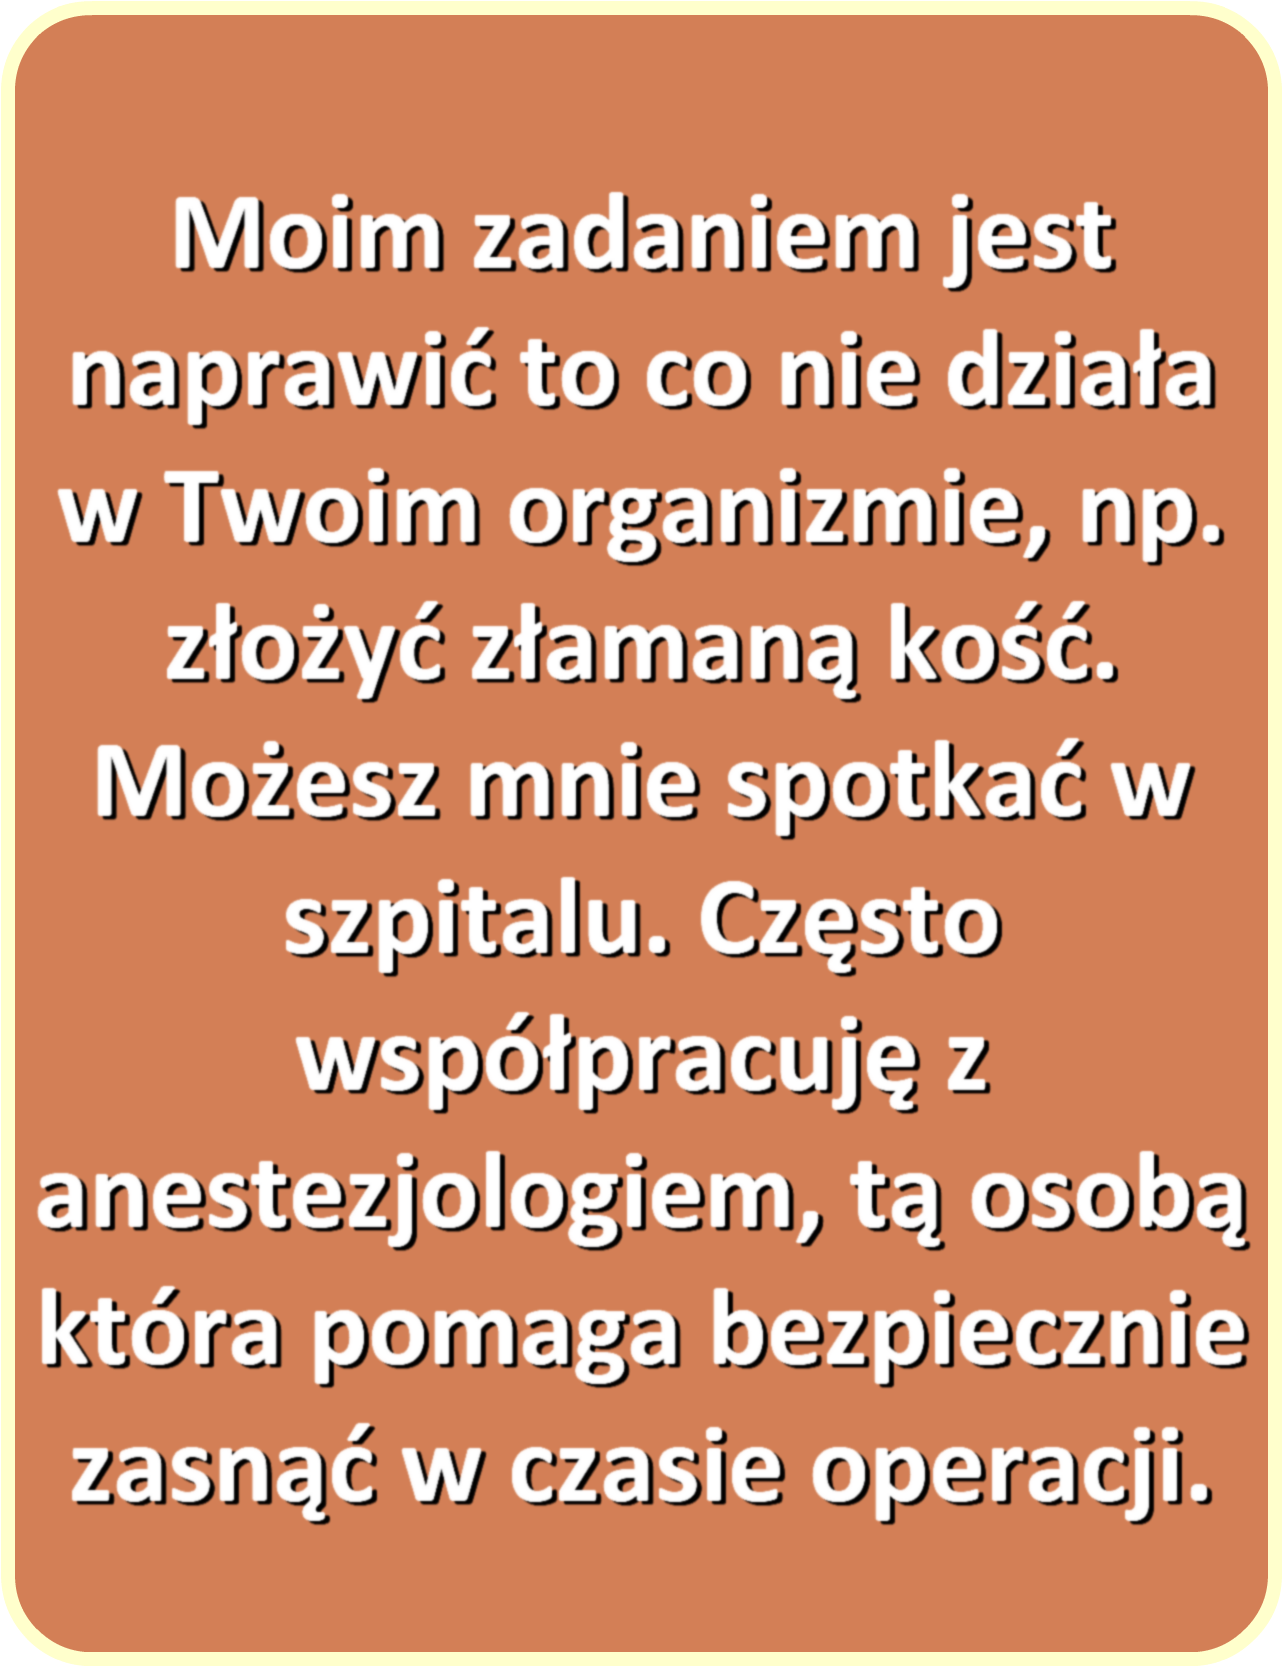 Moim zadaniem jest
naprawić to co nie działa
w Twoim organizmie, np.
złożyć złamaną kość.
Możesz mnie spotkać w
szpitalu. Często
współpracuję z
anestezjologiem, tą osobą
która pomaga bezpiecznie
zasnąć w czasie operacji.